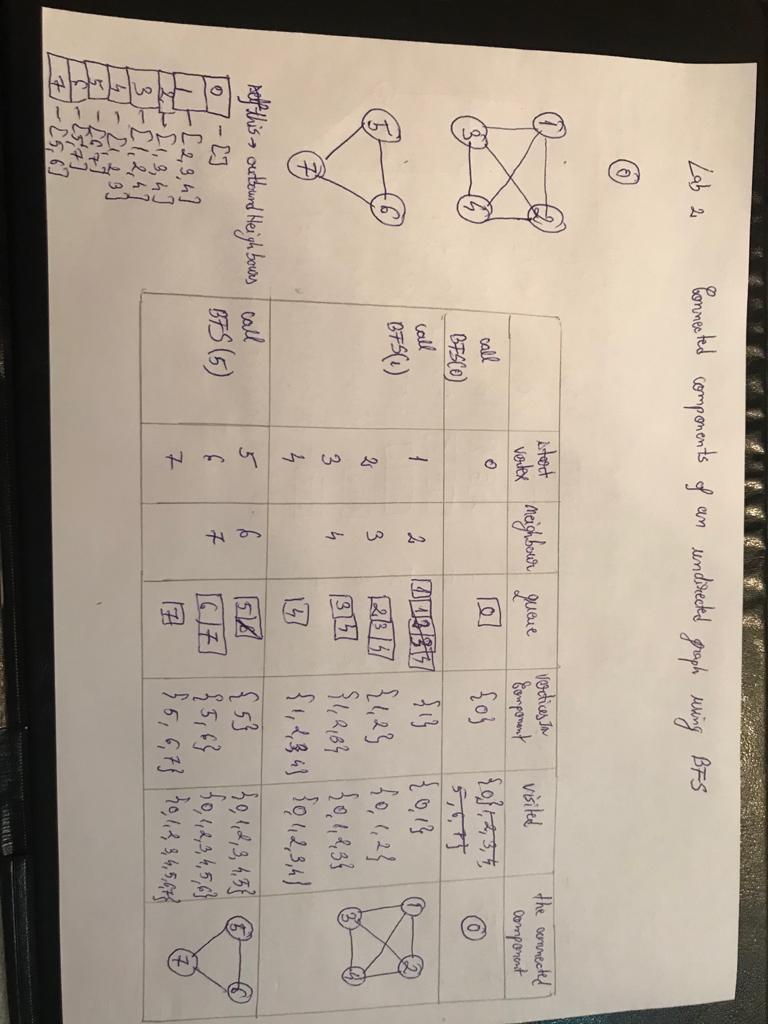 Lab 2 Connected components of an undirected graph using BFS
0
1 2
3 4
5 6
7
start vertex neighbour queue vertices In Component visited the connected component
call BFS(0) 0 0 {0} {0} 1, 2, 3, 4, 5, 6, 7} 0
call BFS(1) 1 2 1 1 2 3 4 {1} {0,1} 1 2
2 3 2 3 4 {1,2} {0, 1, 2} 3 4
3 4 3 4 {1, 2, 3} {0,1,2,3}
4 4 {1, 2, 3, 4} {0,1,2,3,4}
call BFS(5) 5 6 5 6 {5} {0,1,2,3,4,5} 5 6
6 7 6 7 {5, 6} {0,1,2,3,4,5,6} 7
7 7 {5, 6, 7} {0,1,2,3,4,5,6,7}
this → outbound Neighbours
0 - []
1 - [2,3,4]
2 - [1,3,4]
3 - [1,2,4]
4 - [1,2,3]
5 - [6,7]
6 - [5,7]
7 - [5,6]